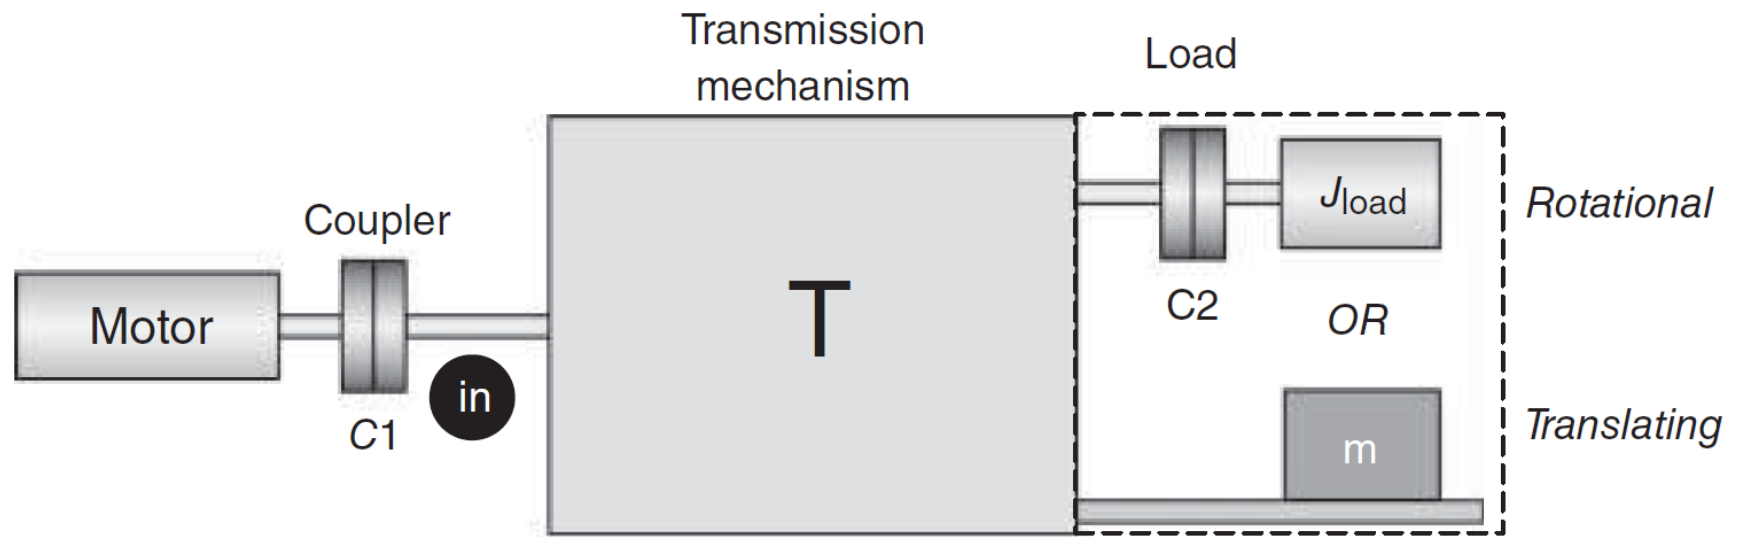 Transmission
mechanism
Load
Coupler
Motor
C1
in
T
C2
Jload
OR
m
Rotational
Translating